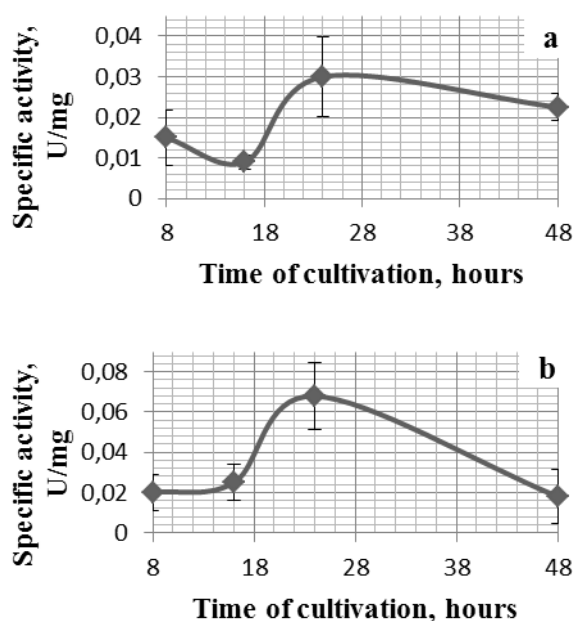 a
Specific activity,
U/mg
0,04
0,03
0,02
0,01
0
8 18 28 38 48
Time of cultivation, hours
b
Specific activity,
U/mg
0,08
0,06
0,04
0,02
0
8 18 28 38 48
Time of cultivation, hours